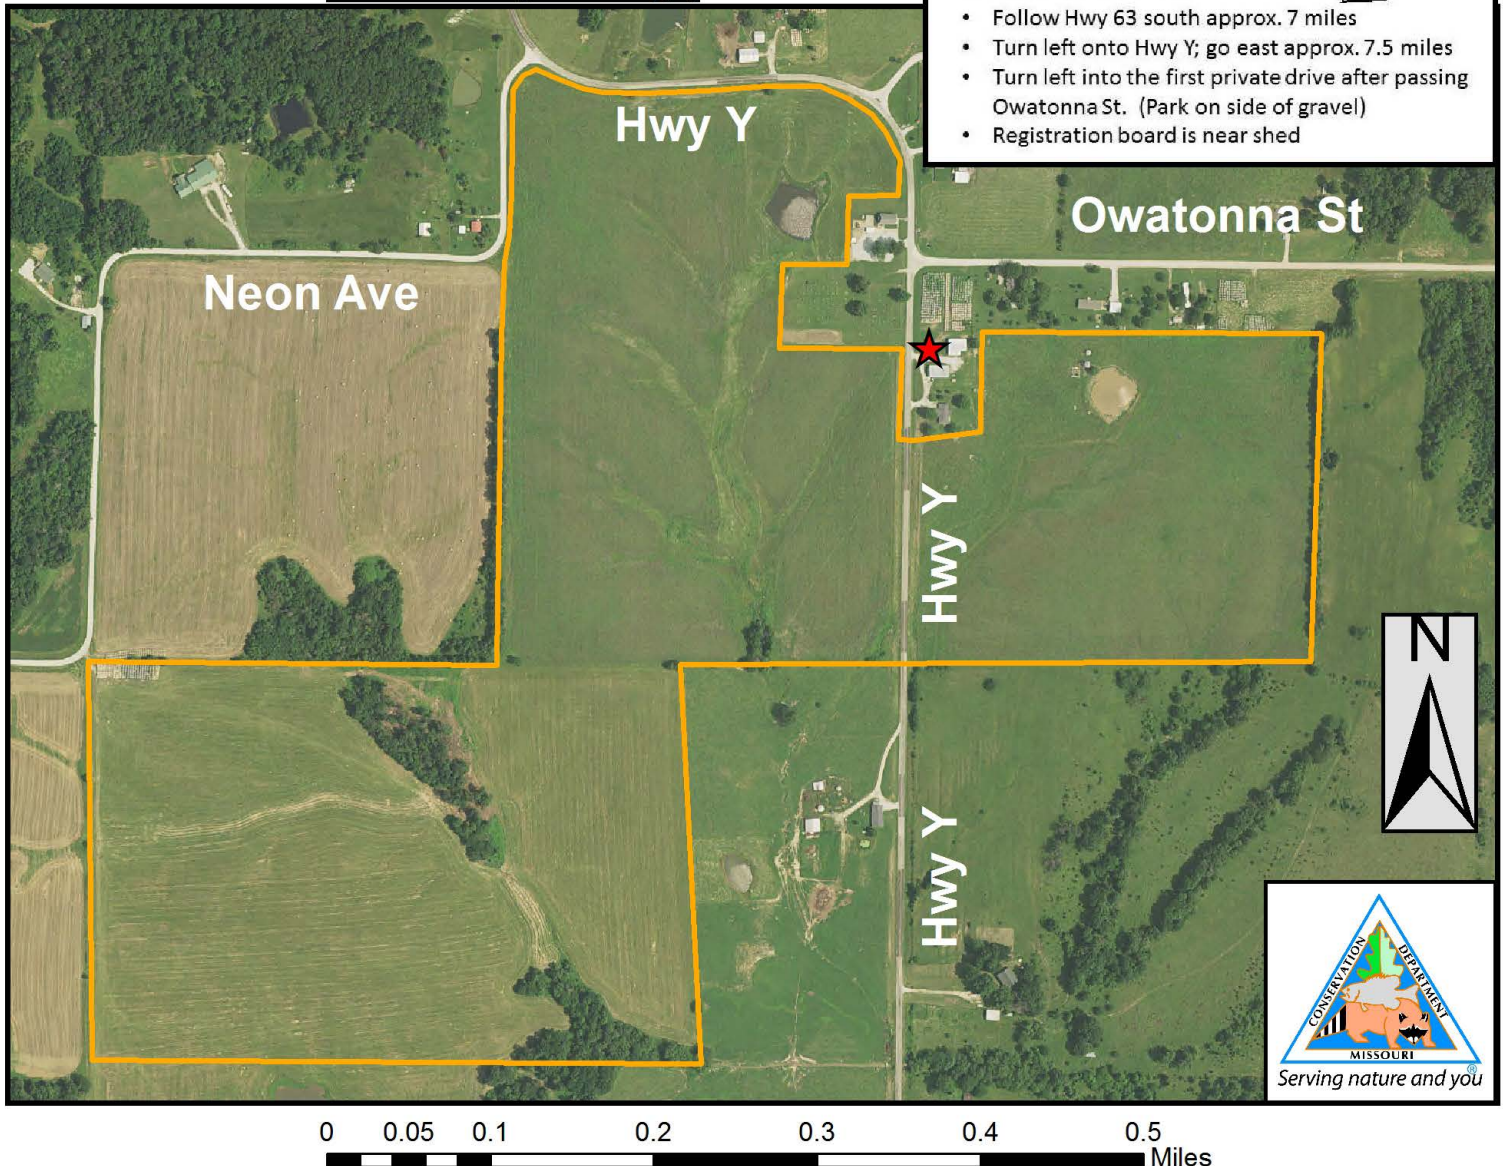 • Follow Hwy 63 south approx. 7 miles
• Turn left onto Hwy Y; go east approx. 7.5 miles
• Turn left into the first private drive after passing
Owatonna St. (Park on side of gravel)
• Registration board is near shed
Hwy Y
Owatonna St
Neon Ave
Hwy Y
N
Hwy Y
CONSERVATION
DEPARTMENT
MISSOURI
®
Serving nature and you
0 0.05 0.1 0.2 0.3 0.4 0.5
Miles